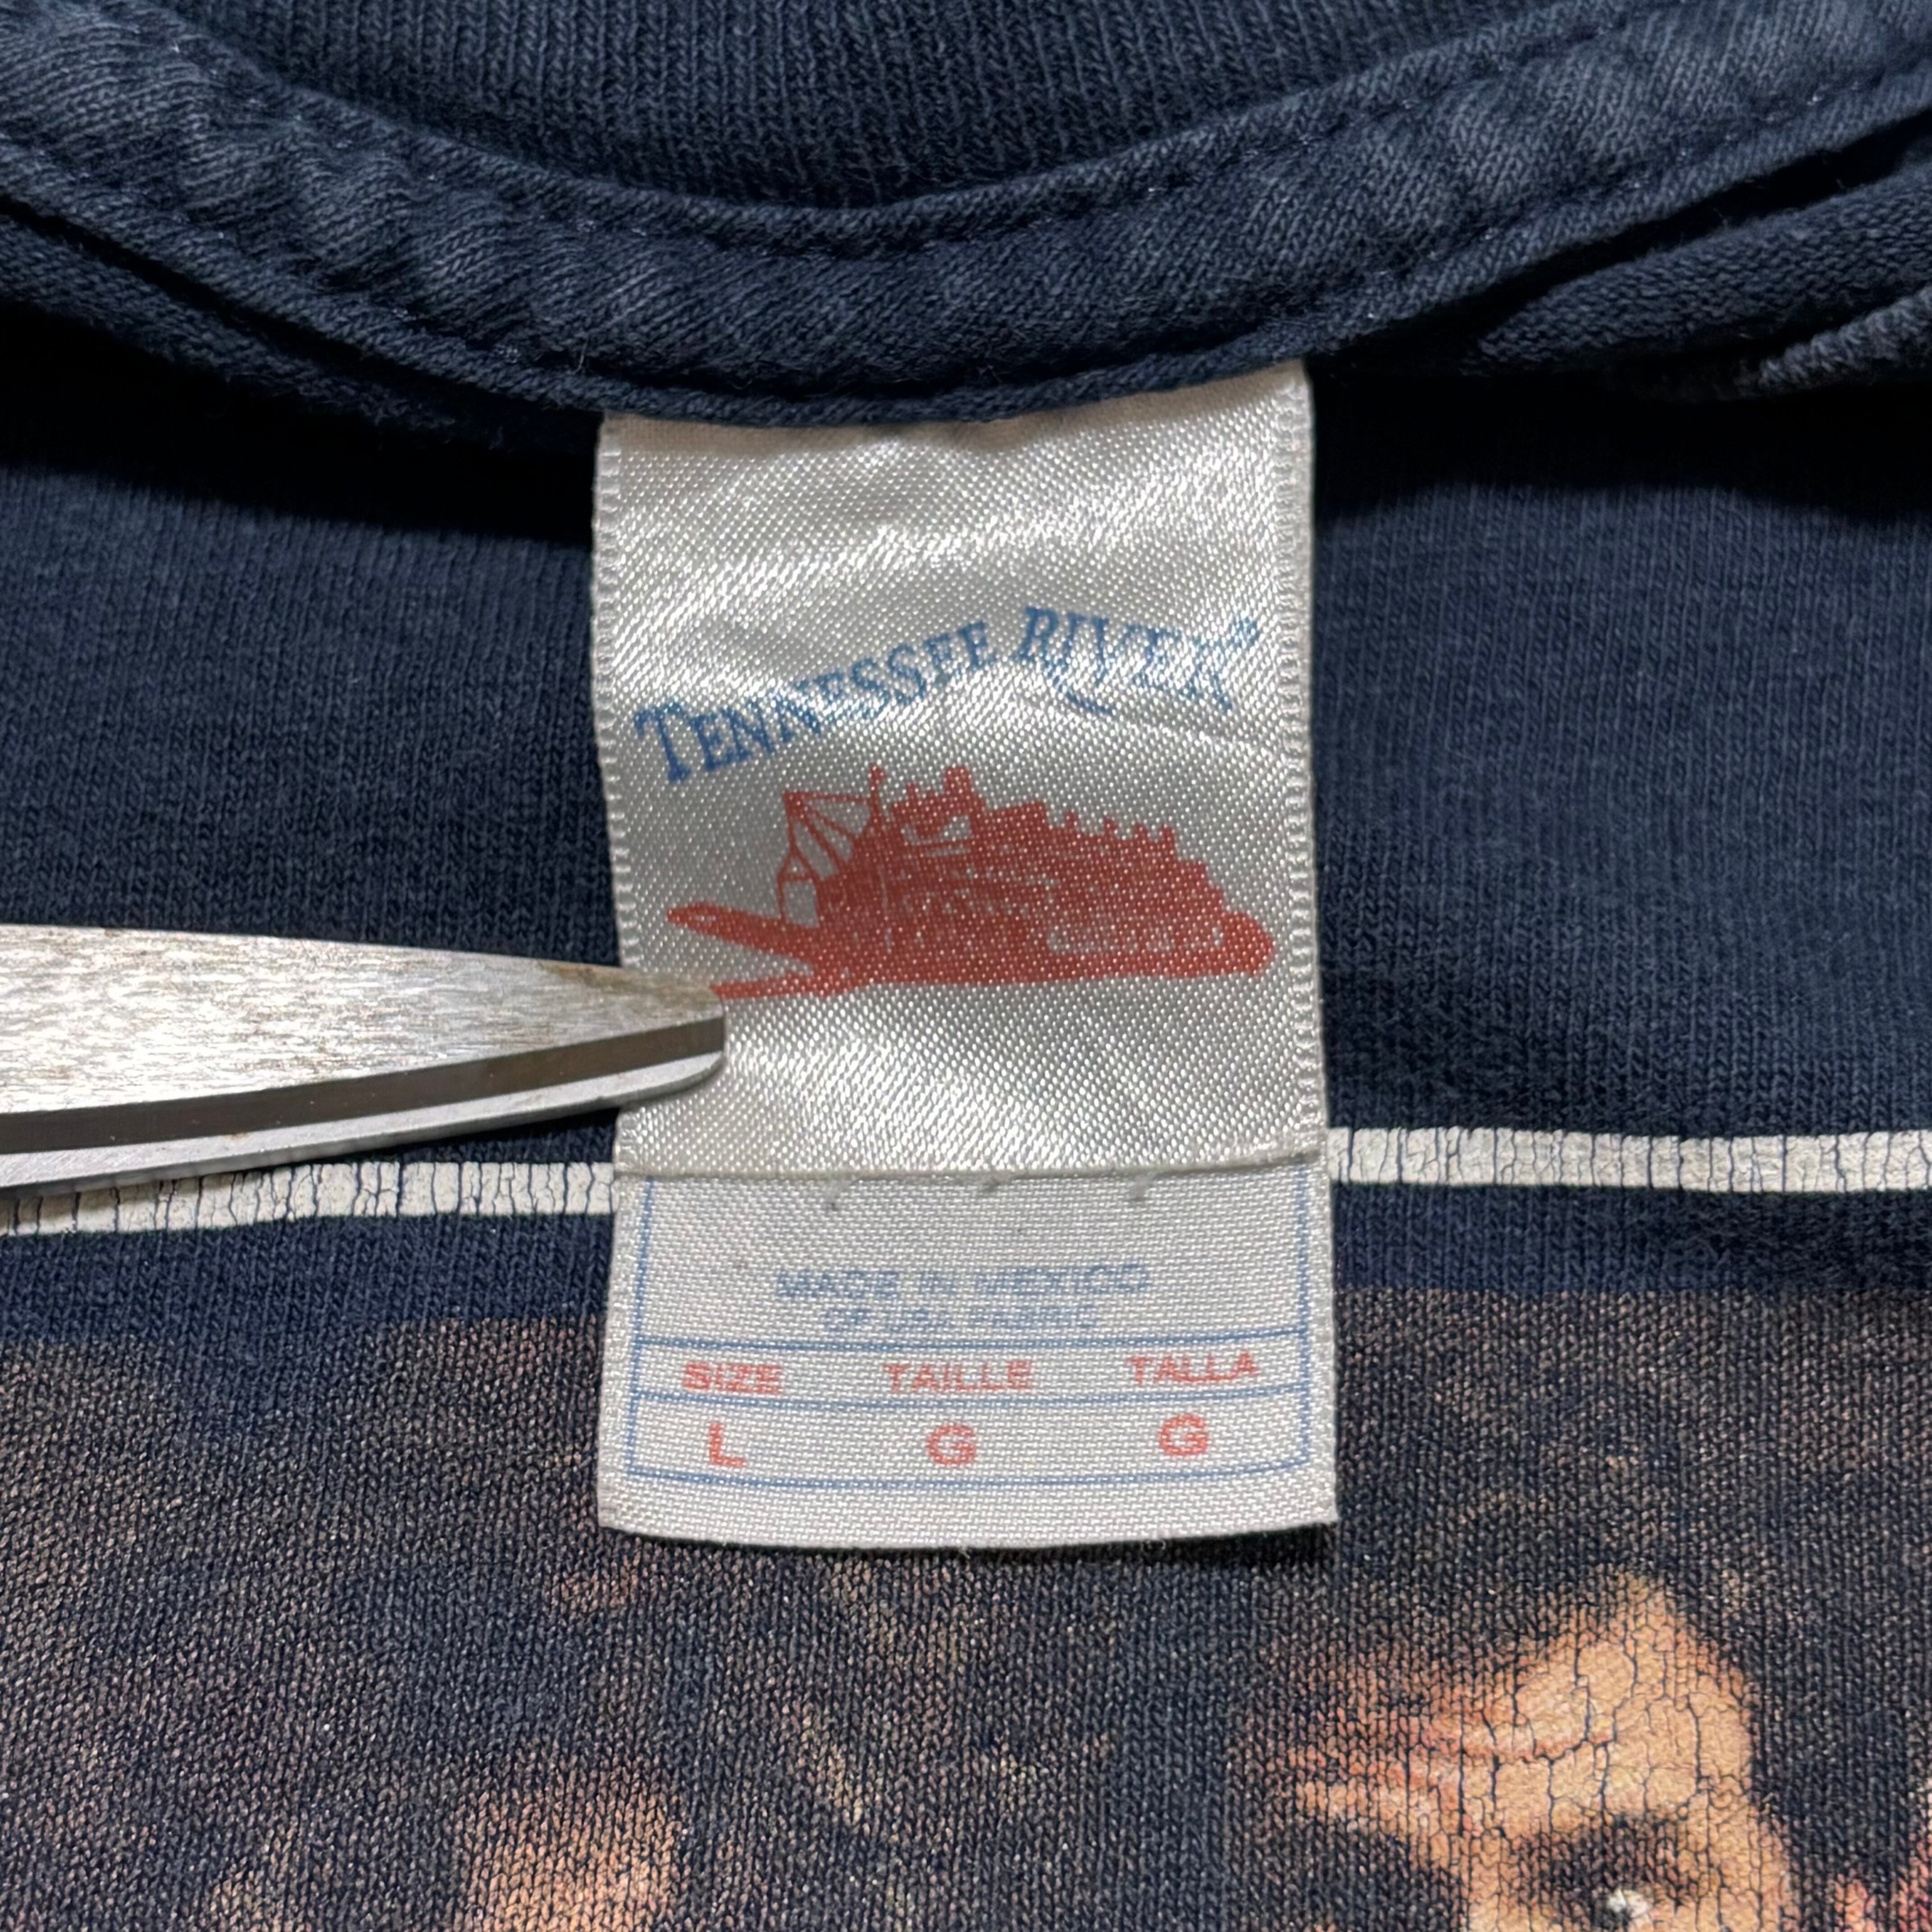 TENNESSEE RIVER®
MADE IN MEXICO
OF USA FABRIC
SIZE TAILLE TALLA
L G G